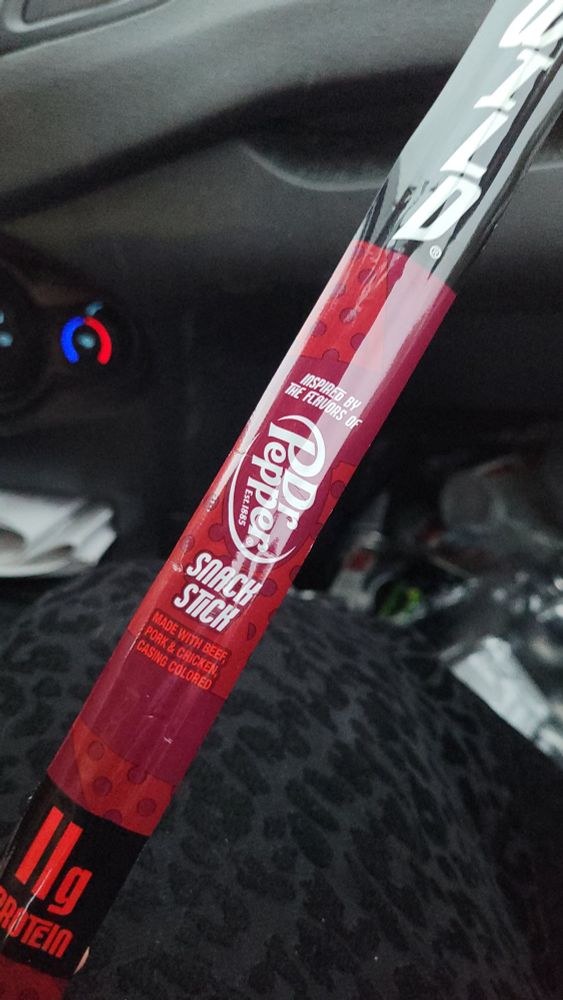 ®
INSPIRED BY
THE FLAVORS OF
Dr
Pepper
Est. 1885
SNACK
STICK
MADE WITH BEEF,
PORK & CHICKEN,
CASING COLORED
11g
PROTEIN